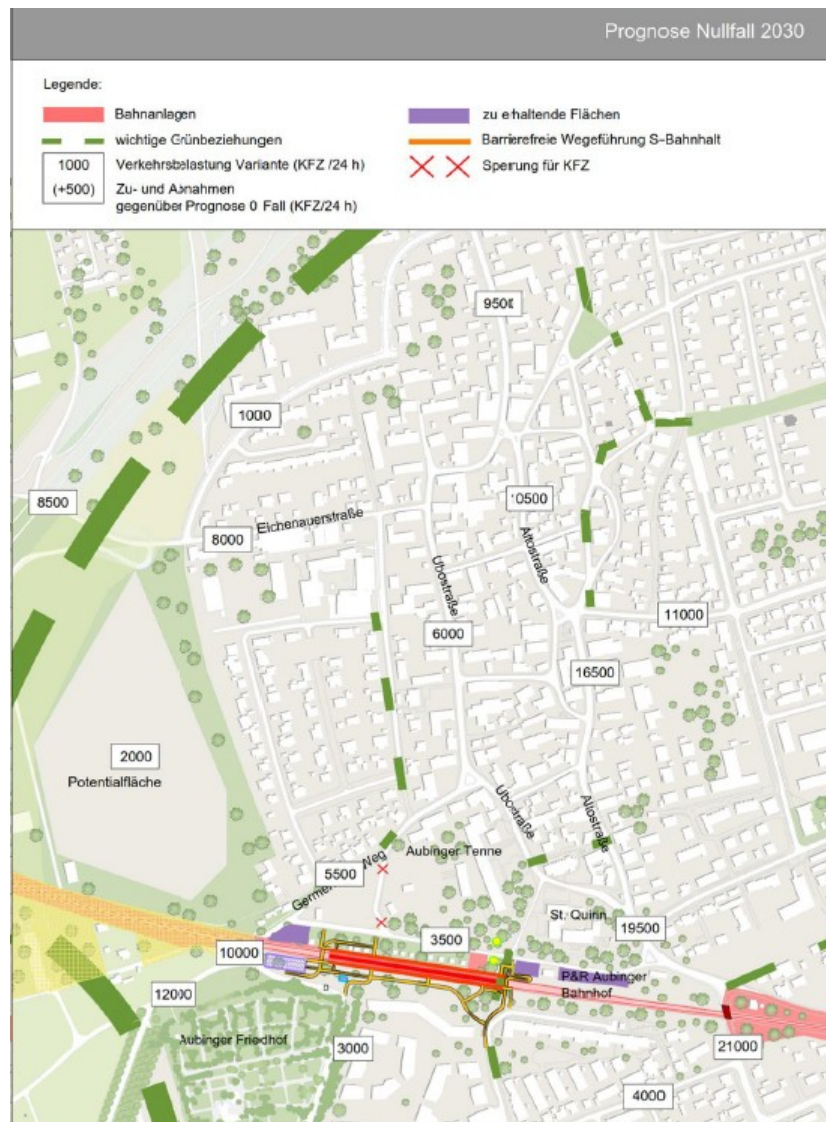 Prognose Nullfall 2030
Legende:
Bahnanlagen
wichtige Grünbeziehungen
1000 Verkehrsbelastung Variante (KFZ /24 h)
(+500) Zu- und Abnahmen
gegenüber Prognose 0 Fall (KFZ/24 h)
zu erhaltende Flächen
Barrierefreie Wegeführung S-Bahnhalt
Sperrung für KFZ
9500
1000
8500
10500
8000
Eichenauerstraße
Ubostraße
Altostraße
6000
11000
16500
2000
Potentialfläche
Ubostraße
Altostraße
Aubinger Tenne
5500
Weg
St. Quirin
3500
19500
10000
P&R Aubinger
Bahnhof
12000
Aubinger Friedhof
3000
21000
4000